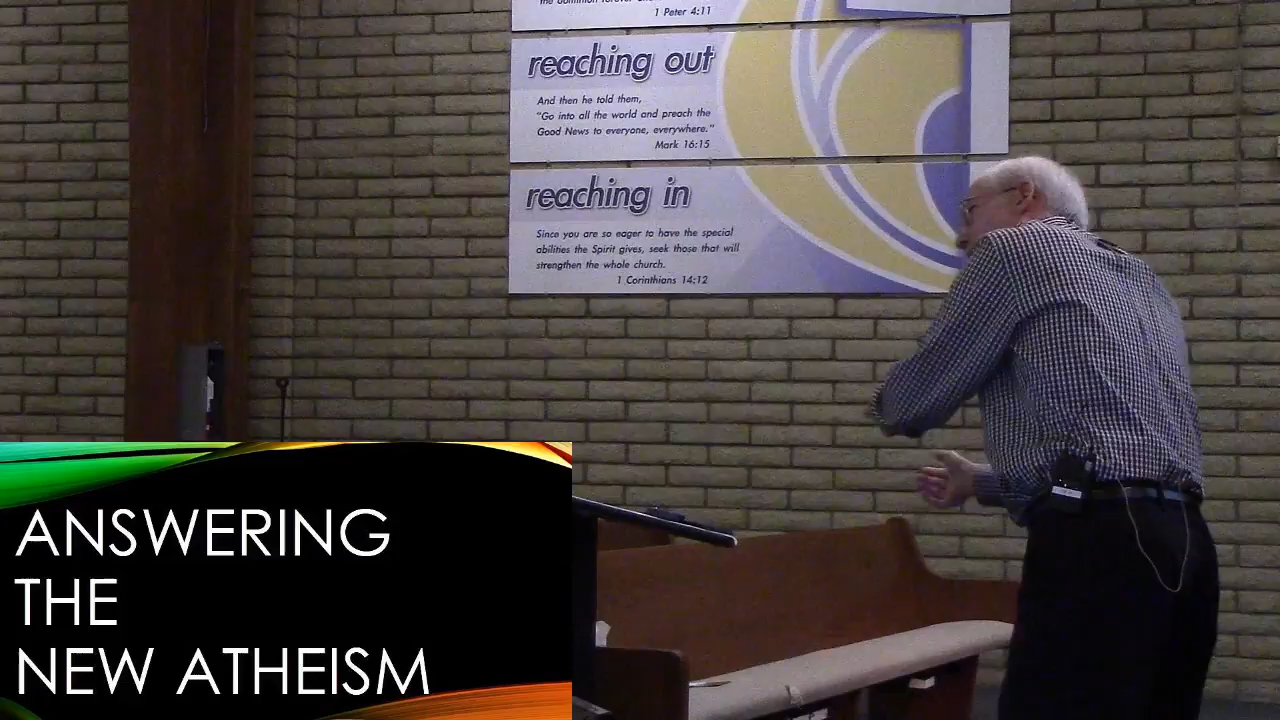 1 Peter 4:11
reaching out
And then he told them,
"Go into all the world and preach the
Good News to everyone, everywhere."
Mark 16:15
reaching in
Since you are so eager to have the special
abilities the Spirit gives, seek those that will
strengthen the whole church.
1 Corinthians 14:12
ANSWERING
THE
NEW ATHEISM